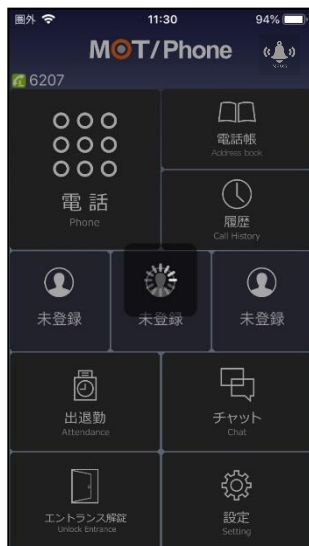 圏外 11:30 94%
MOT/Phone
6207
電話
Phone
電話帳
Address book
履歴
Call History
未登録 未登録 未登録
出退勤
Attendance
チャット
Chat
エントランス解錠
Unlock Entrance
設定
Setting